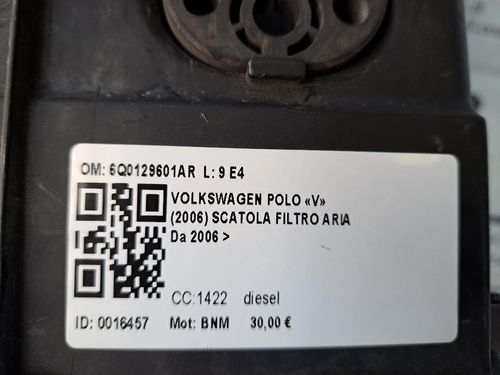 OM: 6Q0129601AR L: 9 E4
VOLKSWAGEN POLO «V»
(2006) SCATOLA FILTRO ARIA
Da 2006 >
CC:1422 diesel
ID: 0016457 Mot: BNM 30,00 €